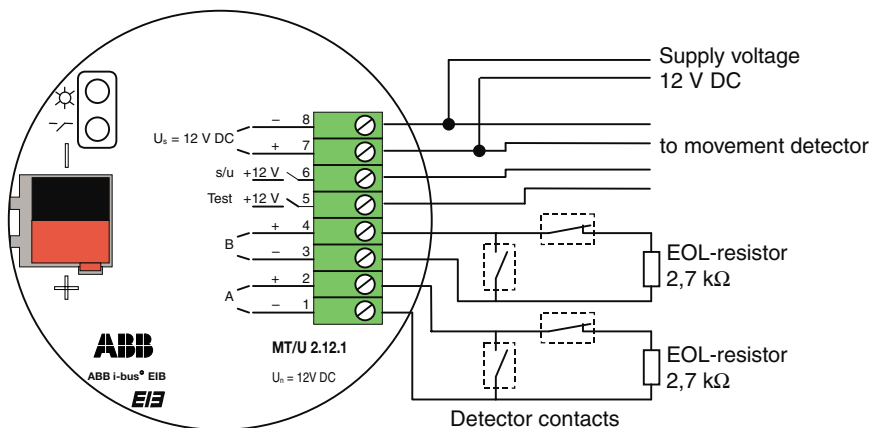 Supply voltage
12 V DC
to movement detector
– 8
Uₛ = 12 V DC
+ 7
s/u +12 V 6
Test +12 V 5
+ 4
B
– 3
+ 2
A
– 1
EOL-resistor
2,7 kΩ
EOL-resistor
2,7 kΩ
ABB
ABB i-bus® EIB
EIB
MT/U 2.12.1
Uₙ = 12V DC
Detector contacts